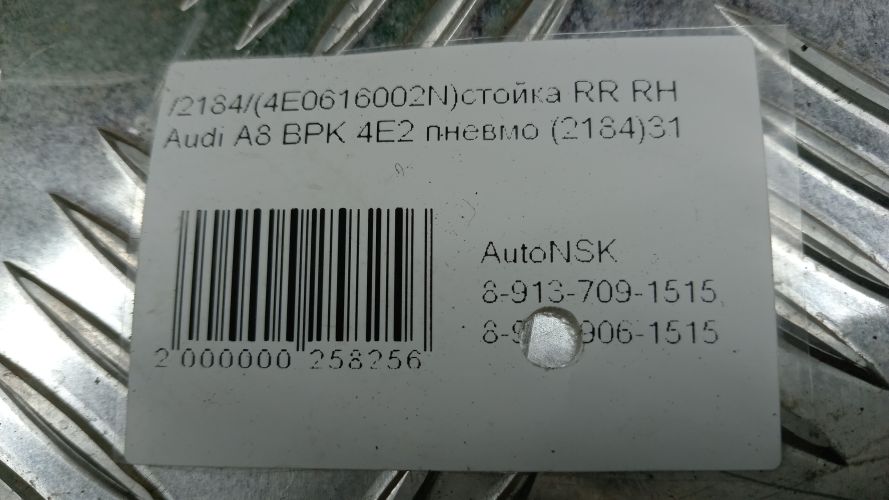 /2184/(4E0616002N)стойка RR RH
Audi A8 BPK 4E2 пневмо (2184)31
AutoNSK
8-913-709-1515
906-1515
2 000000 258256